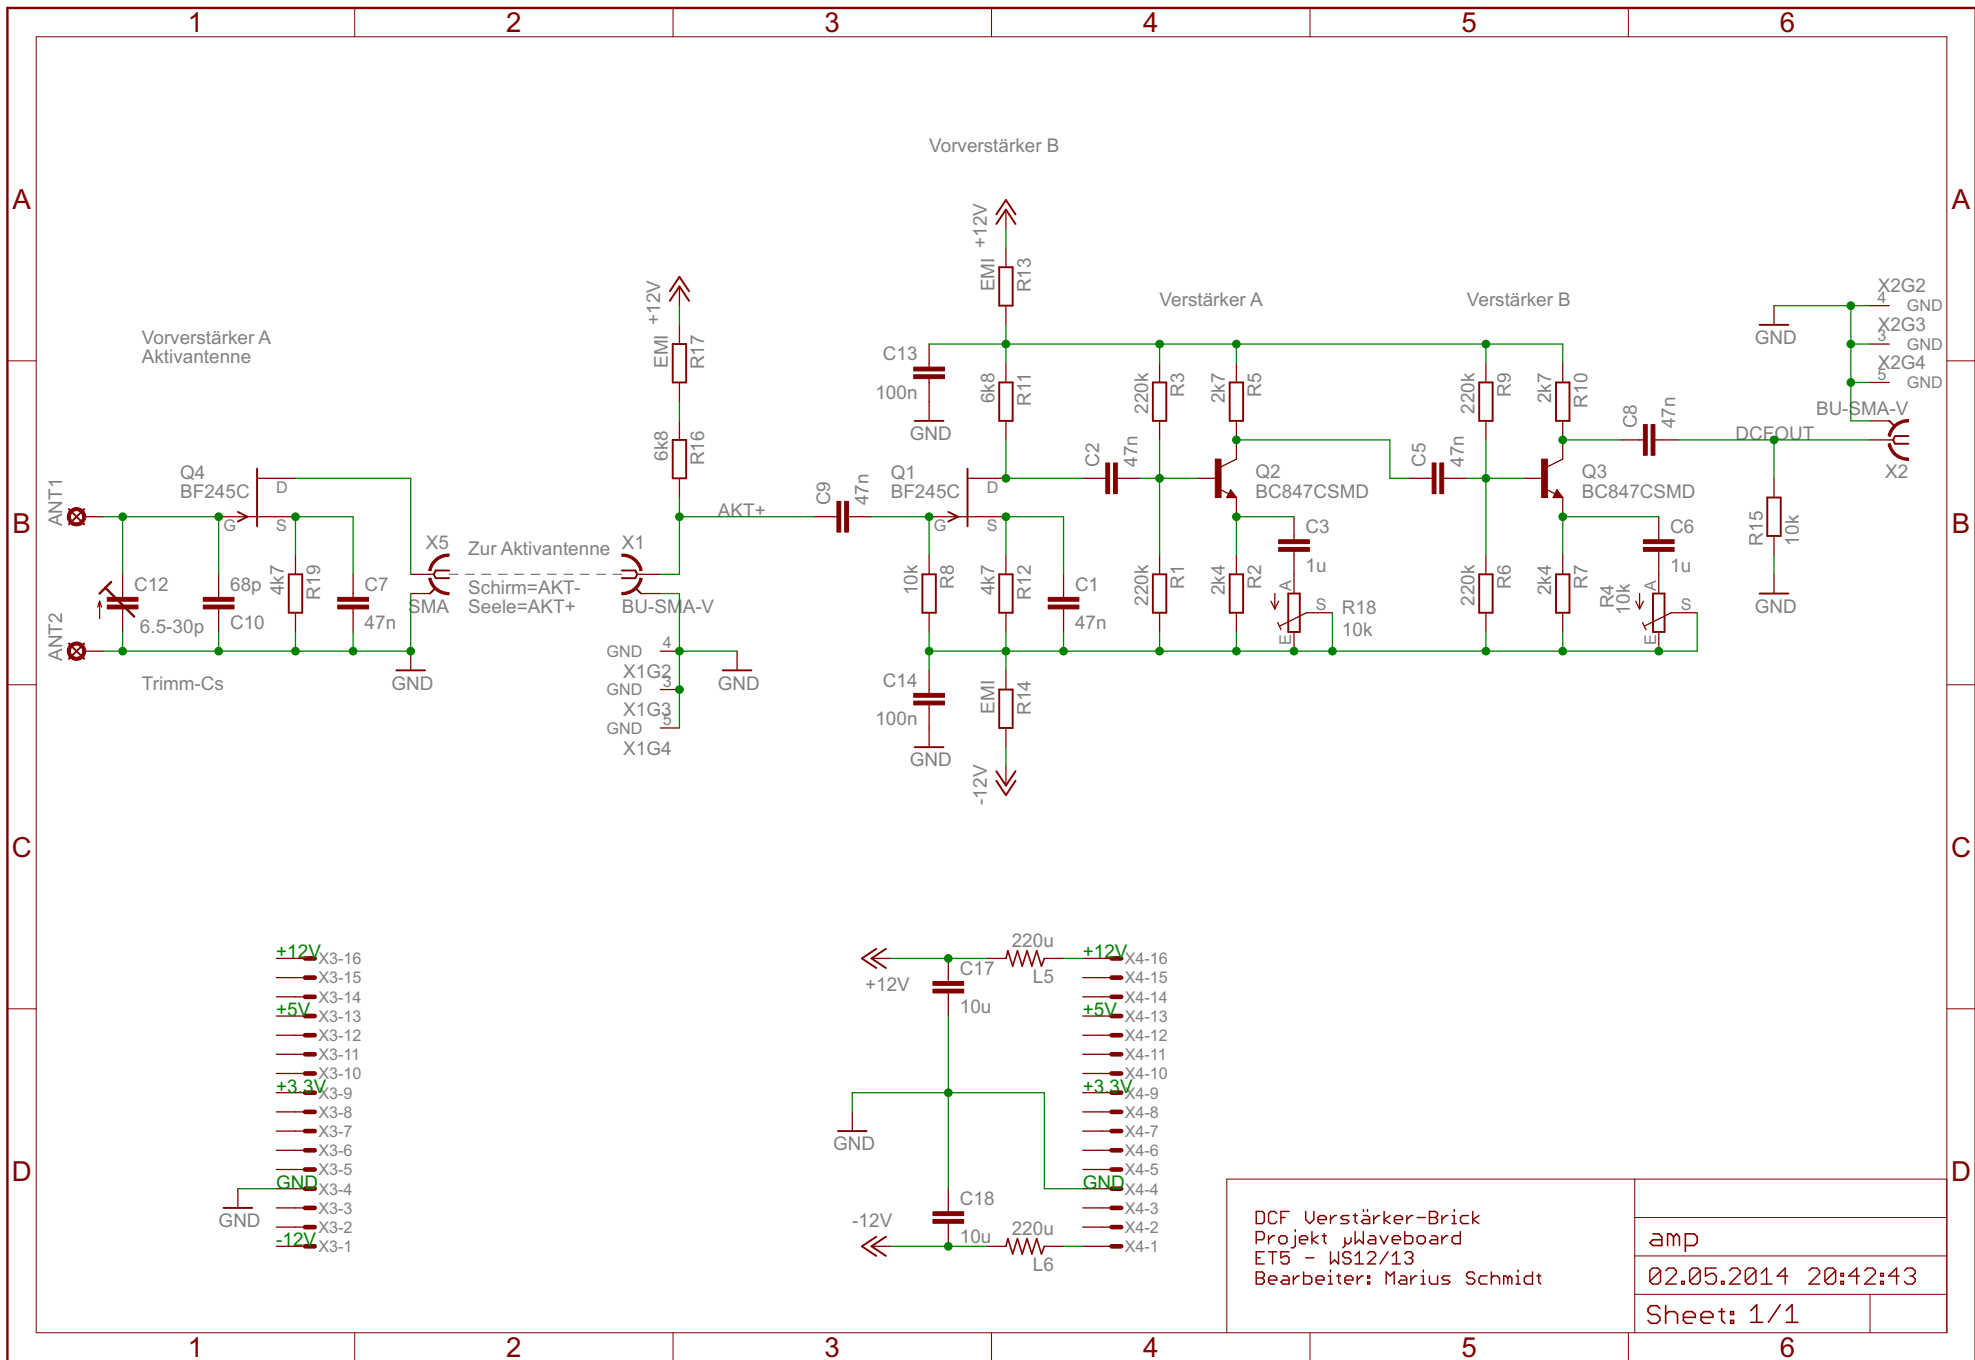 1 2 3 4 5 6
A
A
B
B
C
C
D
D
1 2 3 4 5 6
Vorverstärker A
Aktivantenne
ANT1
ANT2
Q4
BF245C
D
G
S
C12
6.5-30p
68p
C10
4k7
R19
C7
47n
Trimm-Cs
GND
X5
SMA
Zur Aktivantenne
Schirm=AKT-
Seele=AKT+
X1
BU-SMA-V
+12V
EMI
R17
6k8
R16
AKT+
GND
4
X1G2
GND
3
X1G3
GND
5
X1G4
GND
Vorverstärker B
+12V
EMI
R13
C13
100n
GND
6k8
R11
C9
47n
Q1
BF245C
D
G
S
10k
R8
4k7
R12
C1
47n
C14
100n
GND
EMI
R14
-12V
Verstärker A
220k
R3
2k7
R5
C2
47n
Q2
BC847CSMD
220k
R1
2k4
R2
C3
1u
A
S
E
R18
10k
Verstärker B
220k
R9
2k7
R10
C5
47n
Q3
BC847CSMD
220k
R6
2k4
R7
C6
1u
R4
10k
A
S
E
C8
47n
DCFOUT
R15
10k
GND
GND
X2G2
4
GND
X2G3
3
GND
X2G4
5
GND
BU-SMA-V
X2
+12V
X3-16
X3-15
X3-14
+5V
X3-13
X3-12
X3-11
X3-10
+3.3V
X3-9
X3-8
X3-7
X3-6
X3-5
GND
X3-4
X3-3
X3-2
-12V
X3-1
GND
+12V
C17
10u
220u
L5
GND
C18
10u
-12V
220u
L6
+12V
X4-16
X4-15
X4-14
+5V
X4-13
X4-12
X4-11
X4-10
+3.3V
X4-9
X4-8
X4-7
X4-6
X4-5
GND
X4-4
X4-3
X4-2
X4-1
DCF Verstärker-Brick
Projekt µWaveboard
ET5 - WS12/13
Bearbeiter: Marius Schmidt
amp
02.05.2014 20:42:43
Sheet: 1/1